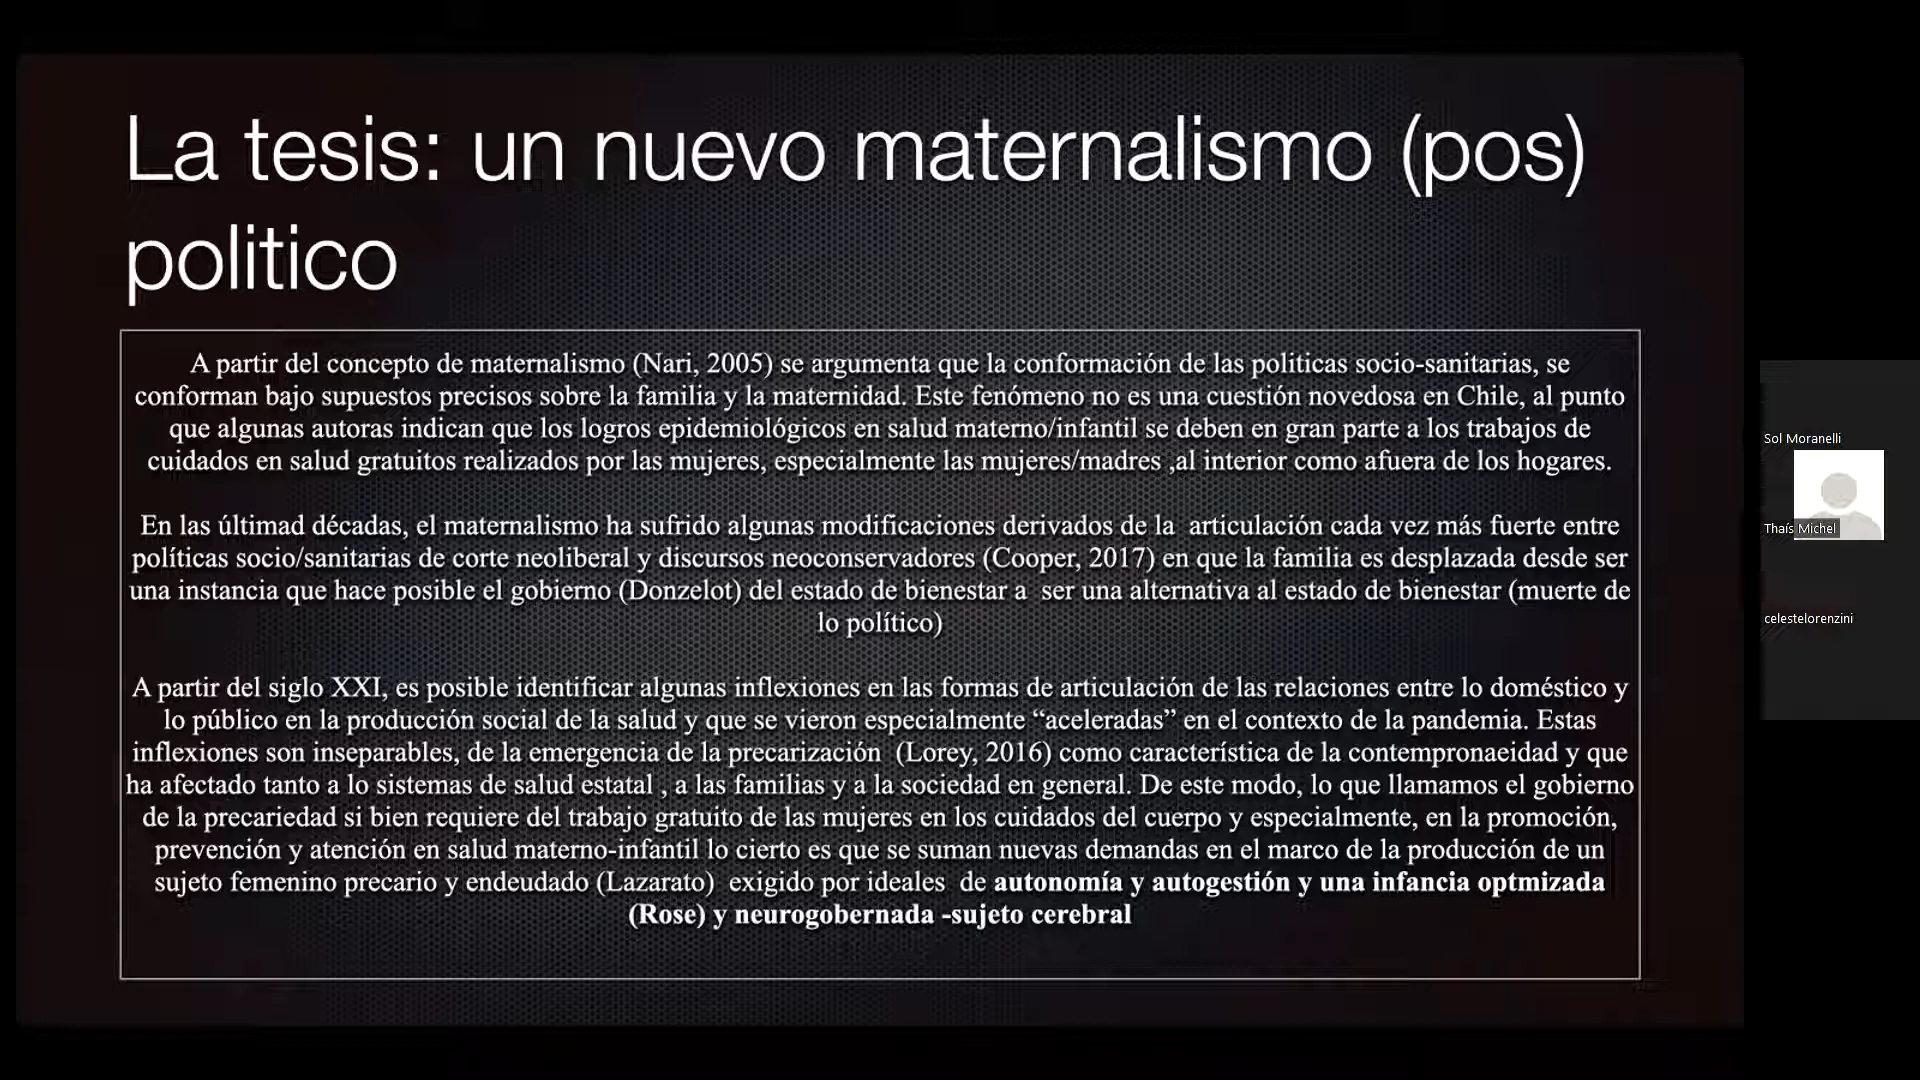 La tesis: un nuevo maternalismo (pos)
politico
A partir del concepto de maternalismo (Nari, 2005) se argumenta que la conformación de las politicas socio-sanitarias, se
conforman bajo supuestos precisos sobre la familia y la maternidad. Este fenómeno no es una cuestión novedosa en Chile, al punto
que algunas autoras indican que los logros epidemiológicos en salud materno/infantil se deben en gran parte a los trabajos de
cuidados en salud gratuitos realizados por las mujeres, especialmente las mujeres/madres ,al interior como afuera de los hogares.
En las últimad décadas, el maternalismo ha sufrido algunas modificaciones derivados de la  articulación cada vez más fuerte entre
políticas socio/sanitarias de corte neoliberal y discursos neoconservadores (Cooper, 2017) en que la familia es desplazada desde ser
una instancia que hace posible el gobierno (Donzelot) del estado de bienestar a  ser una alternativa al estado de bienestar (muerte de
lo político)
A partir del siglo XXI, es posible identificar algunas inflexiones en las formas de articulación de las relaciones entre lo doméstico y
lo público en la producción social de la salud y que se vieron especialmente “aceleradas” en el contexto de la pandemia. Estas
inflexiones son inseparables, de la emergencia de la precarización  (Lorey, 2016) como característica de la contempronaeidad y que
ha afectado tanto a lo sistemas de salud estatal , a las familias y a la sociedad en general. De este modo, lo que llamamos el gobierno
de la precariedad si bien requiere del trabajo gratuito de las mujeres en los cuidados del cuerpo y especialmente, en la promoción,
prevención y atención en salud materno-infantil lo cierto es que se suman nuevas demandas en el marco de la producción de un
sujeto femenino precario y endeudado (Lazarato)  exigido por ideales  de autonomía y autogestión y una infancia optmizada
(Rose) y neurogobernada -sujeto cerebral
Sol Moranelli
Thaís Michel
celestelorenzini